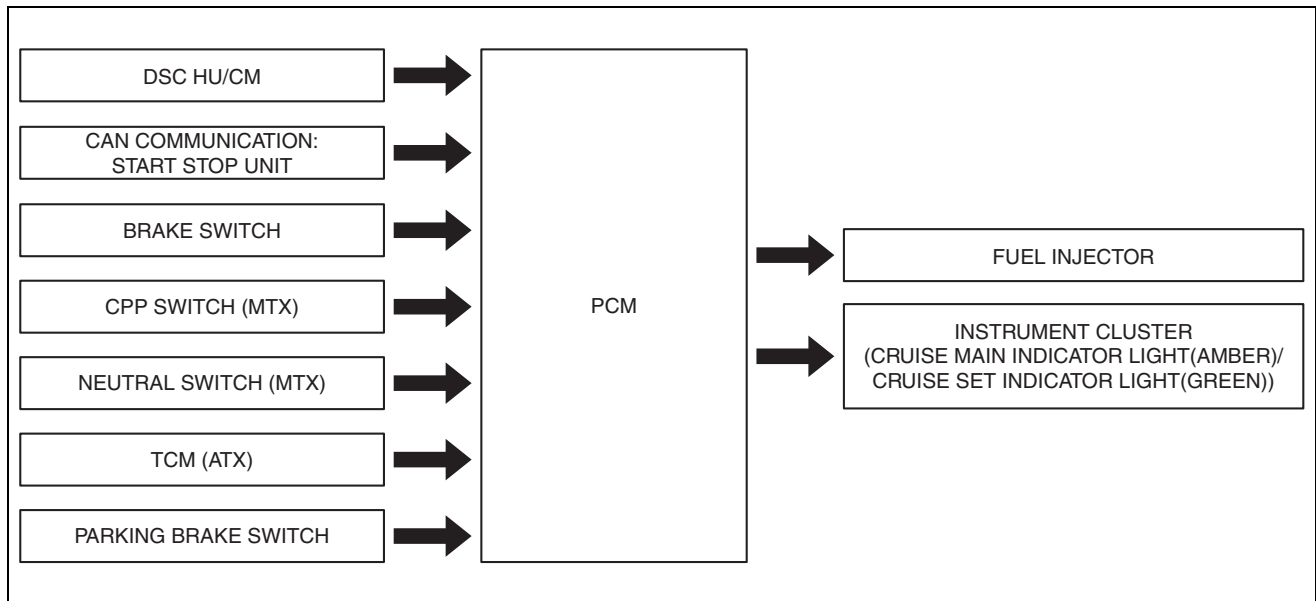 DSC HU/CM
CAN COMMUNICATION:
START STOP UNIT
BRAKE SWITCH
CPP SWITCH (MTX)
NEUTRAL SWITCH (MTX)
TCM (ATX)
PARKING BRAKE SWITCH
PCM
FUEL INJECTOR
INSTRUMENT CLUSTER
(CRUISE MAIN INDICATOR LIGHT(AMBER)/
CRUISE SET INDICATOR LIGHT(GREEN))